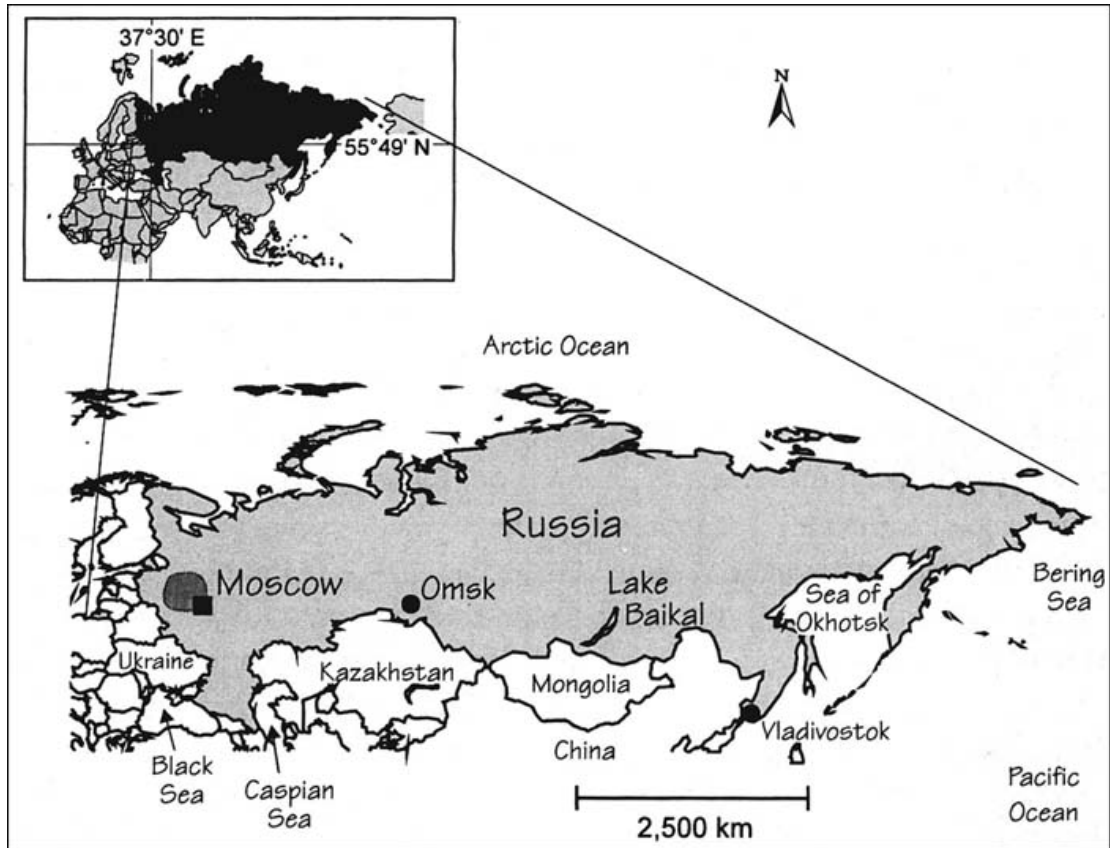 37°30' E
N
55°49' N
Arctic Ocean
Russia
Moscow
Omsk
Lake
Baikal
Sea of
Okhotsk
Bering
Sea
Ukraine
Kazakhstan
Mongolia
Vladivostok
China
Black
Sea
Caspian
Sea
Pacific
Ocean
2,500 km